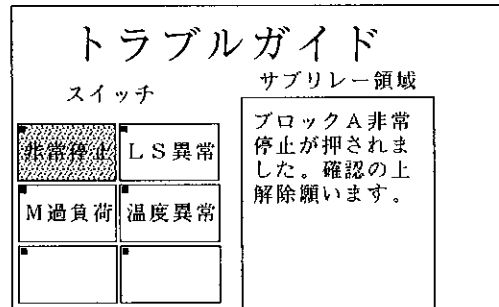 トラブルガイド
スイッチ
サブリレー領域
非常停止
LS異常
M過負荷
温度異常
ブロックA非常
停止が押されま
した。確認の上
解除願います。